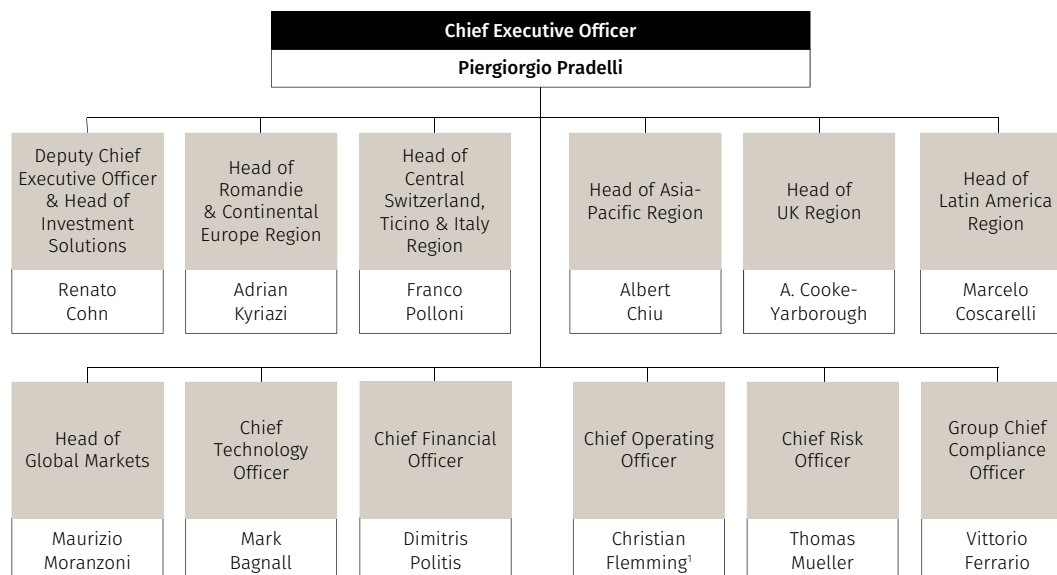 Chief Executive Officer
Piergiorgio Pradelli
Deputy Chief
Executive Officer
& Head of
Investment
Solutions
Renato
Cohn
Head of
Romandie
& Continental
Europe Region
Adrian
Kyriazi
Head of
Central
Switzerland,
Ticino & Italy
Region
Franco
Polloni
Head of Asia-
Pacific Region
Albert
Chiu
Head of
UK Region
A. Cooke-
Yarborough
Head of
Latin America
Region
Marcelo
Coscarelli
Head of
Global Markets
Maurizio
Moranzoni
Chief
Technology
Officer
Mark
Bagnall
Chief Financial
Officer
Dimitris
Politis
Chief Operating
Officer
Christian
Flemming¹
Chief Risk
Officer
Thomas
Mueller
Group Chief
Compliance
Officer
Vittorio
Ferrario